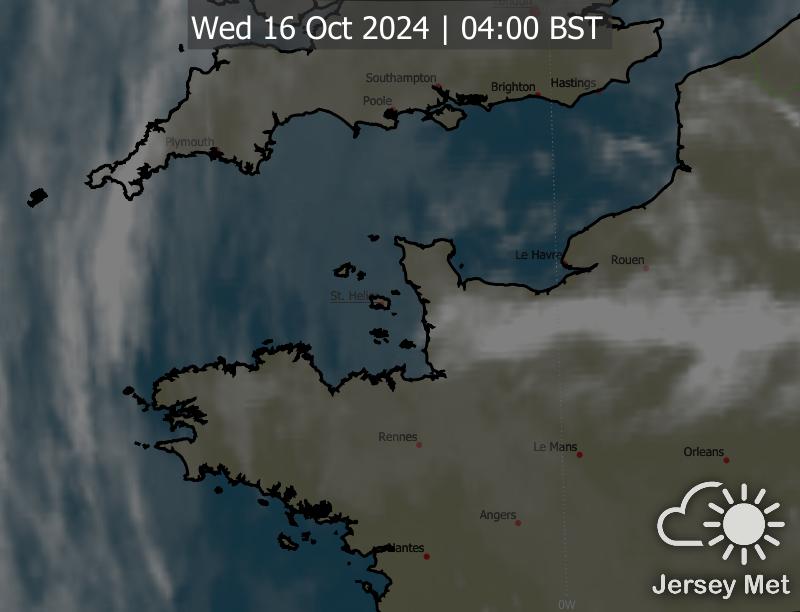 London
Wed 16 Oct 2024 | 04:00 BST
Southampton
Brighton
Hastings
Poole
Plymouth
Le Havre
Rouen
St. Helier
Rennes
Le Mans
Orleans
Angers
Nantes
0W
Jersey Met